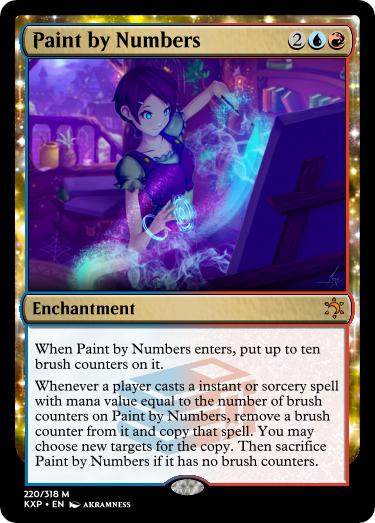 Paint by Numbers 2
Enchantment
When Paint by Numbers enters, put up to ten
brush counters on it.
Whenever a player casts a instant or sorcery spell
with mana value equal to the number of brush
counters on Paint by Numbers, remove a brush
counter from it and copy that spell. You may
choose new targets for the copy. Then sacrifice
Paint by Numbers if it has no brush counters.
220/318 M
KXP • EN AKRAMNESS